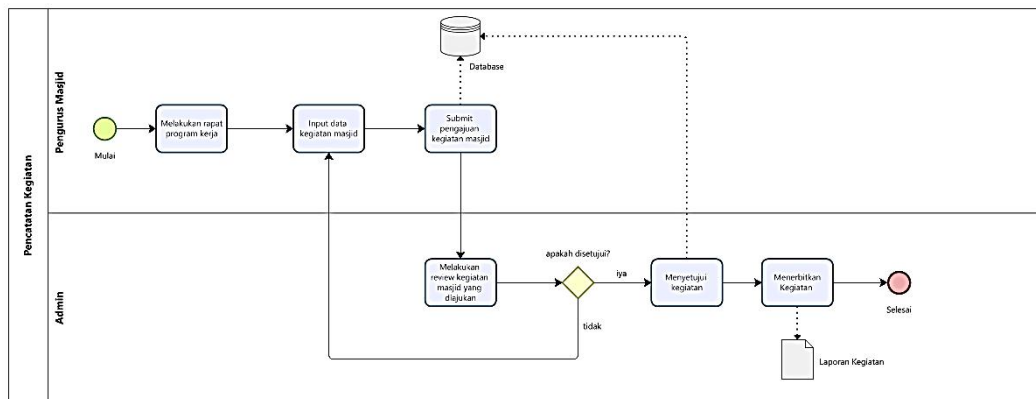 Pencatatan Kegiatan
Pengurus Masjid
Database
Mulai
Melakukan rapat
program kerja
Input data
kegiatan masjid
Submit
pengajuan
kegiatan masjid
Admin
Melakukan
review kegiatan
masjid yang
diajukan
apakah disetujui?
iya
tidak
Menyetujui
kegiatan
Menerbitkan
Kegiatan
Selesai
Laporan Kegiatan